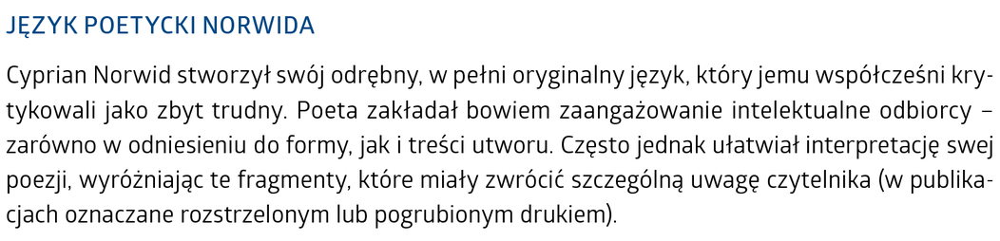 JĘZYK POETYCKI NORWIDA
Cyprian Norwid stworzył swój odrębny, w pełni oryginalny język, który jemu współcześni kry-
tykowali jako zbyt trudny. Poeta zakładał bowiem zaangażowanie intelektualne odbiorcy –
zarówno w odniesieniu do formy, jak i treści utworu. Często jednak ułatwiał interpretację swej
poezji, wyróżniając te fragmenty, które miały zwrócić szczególną uwagę czytelnika (w publika-
cjach oznaczane rozstrzelonym lub pogrubionym drukiem).